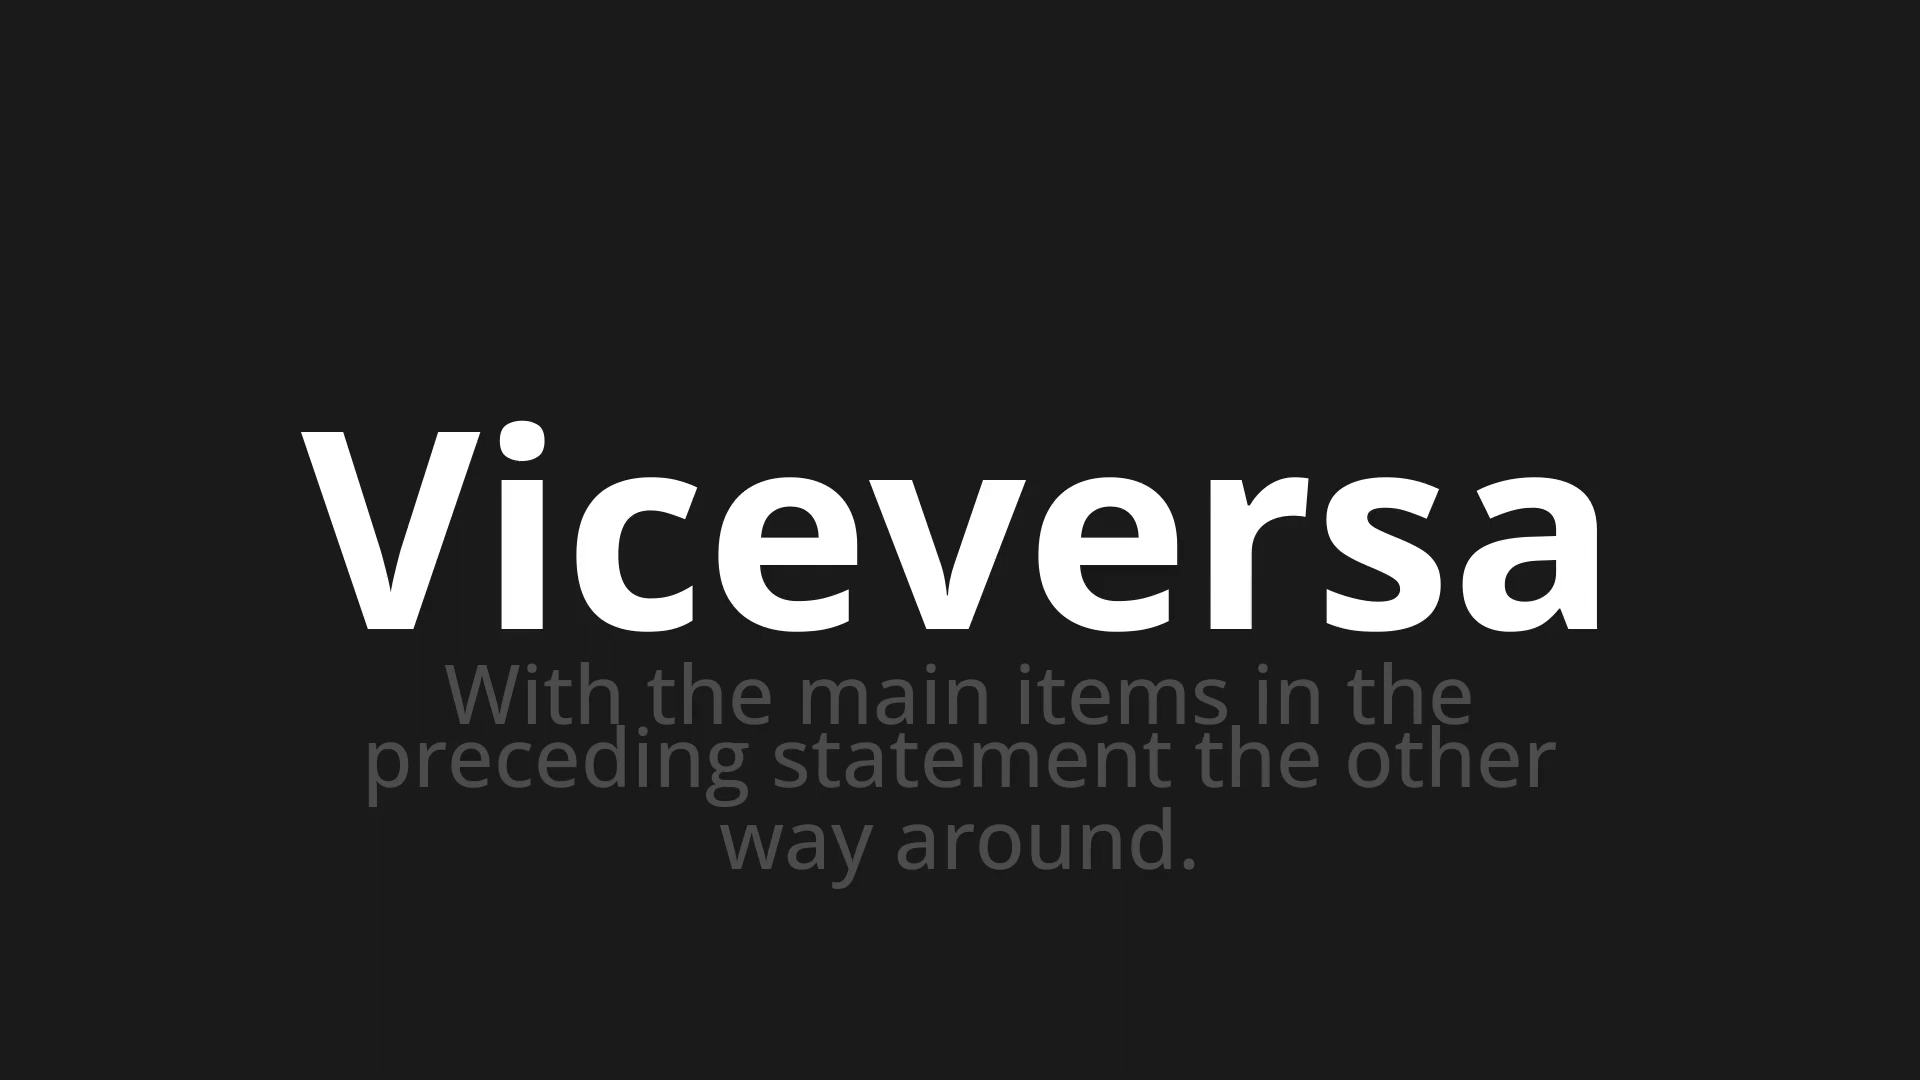 Viceversa
With the main items in the
preceding statement the other
way around.